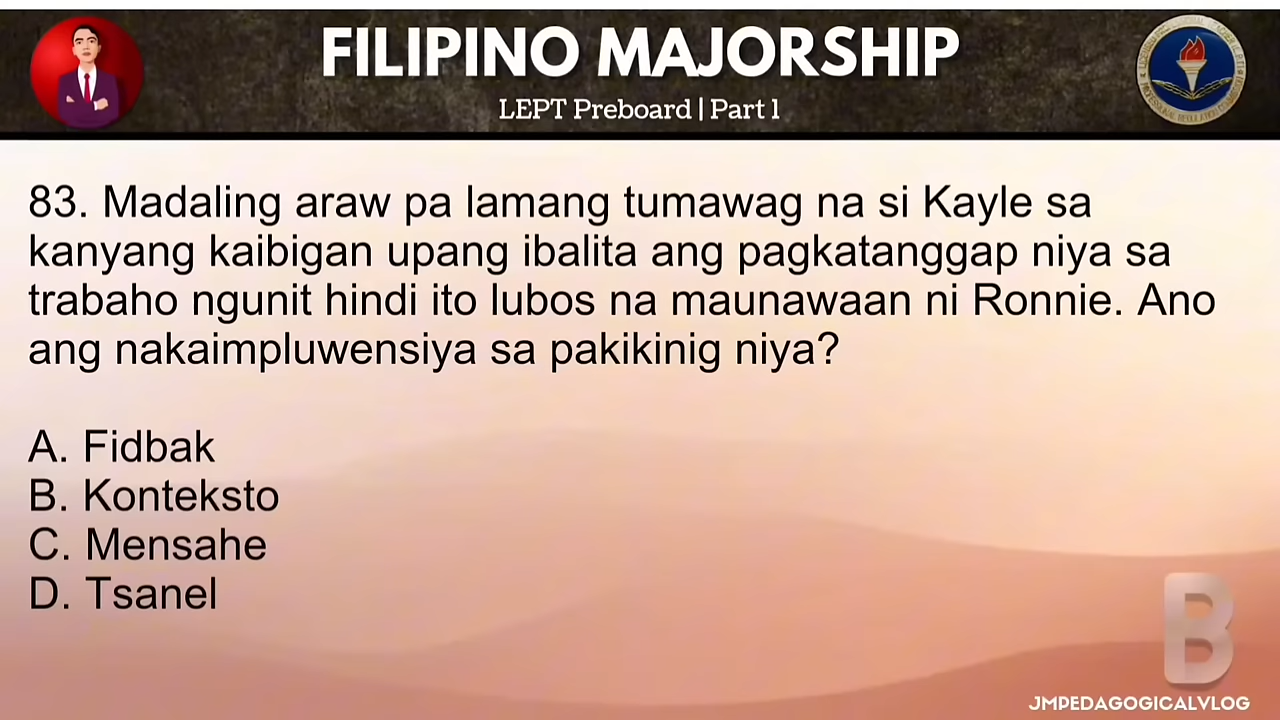 FILIPINO MAJORSHIP
LEPT Preboard | Part 1
83. Madaling araw pa lamang tumawag na si Kayle sa
kanyang kaibigan upang ibalita ang pagkatanggap niya sa
trabaho ngunit hindi ito lubos na maunawaan ni Ronnie. Ano
ang nakaimpluwensiya sa pakikinig niya?
A. Fidbak
B. Konteksto
C. Mensahe
D. Tsanel
B
JMPEDAGOGICALVLOG